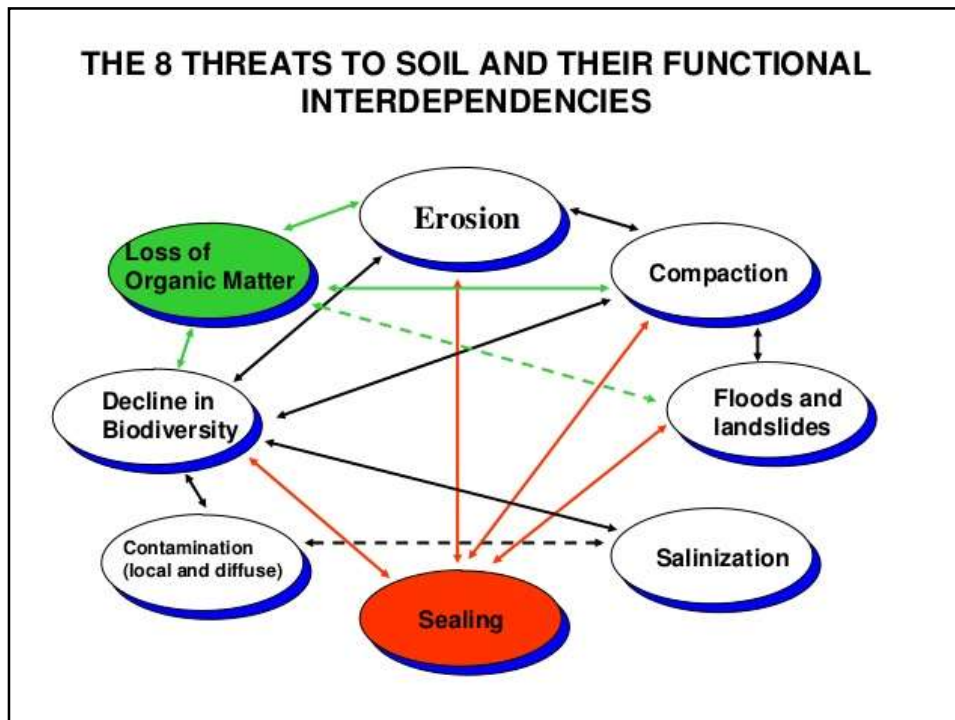 THE 8 THREATS TO SOIL AND THEIR FUNCTIONAL
INTERDEPENDENCIES
Erosion
Loss of
Organic Matter
Compaction
Decline in
Biodiversity
Floods and
landslides
Contamination
(local and diffuse)
Salinization
Sealing